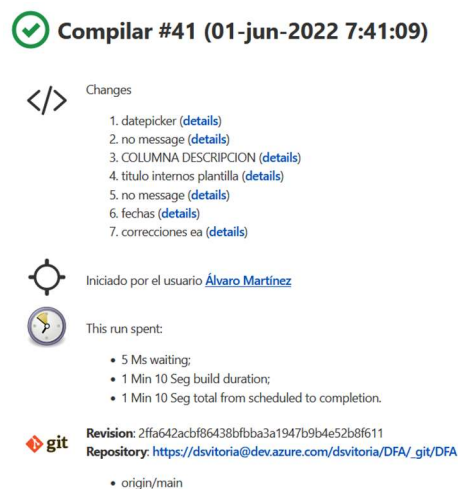 Compilar #41 (01-jun-2022 7:41:09)
Changes
1. datepicker (details)
2. no message (details)
3. COLUMNA DESCRIPCION (details)
4. titulo internos plantilla (details)
5. no message (details)
6. fechas (details)
7. correcciones ea (details)
Iniciado por el usuario Álvaro Martínez
This run spent:
• 5 Ms waiting;
• 1 Min 10 Seg build duration;
• 1 Min 10 Seg total from scheduled to completion.
git
Revision: 2ffa642acbf86438bfbba3a1947b9b4e52b8f611
Repository: https://dsvitoria@dev.azure.com/dsvitoria/DFA/_git/DFA
• origin/main